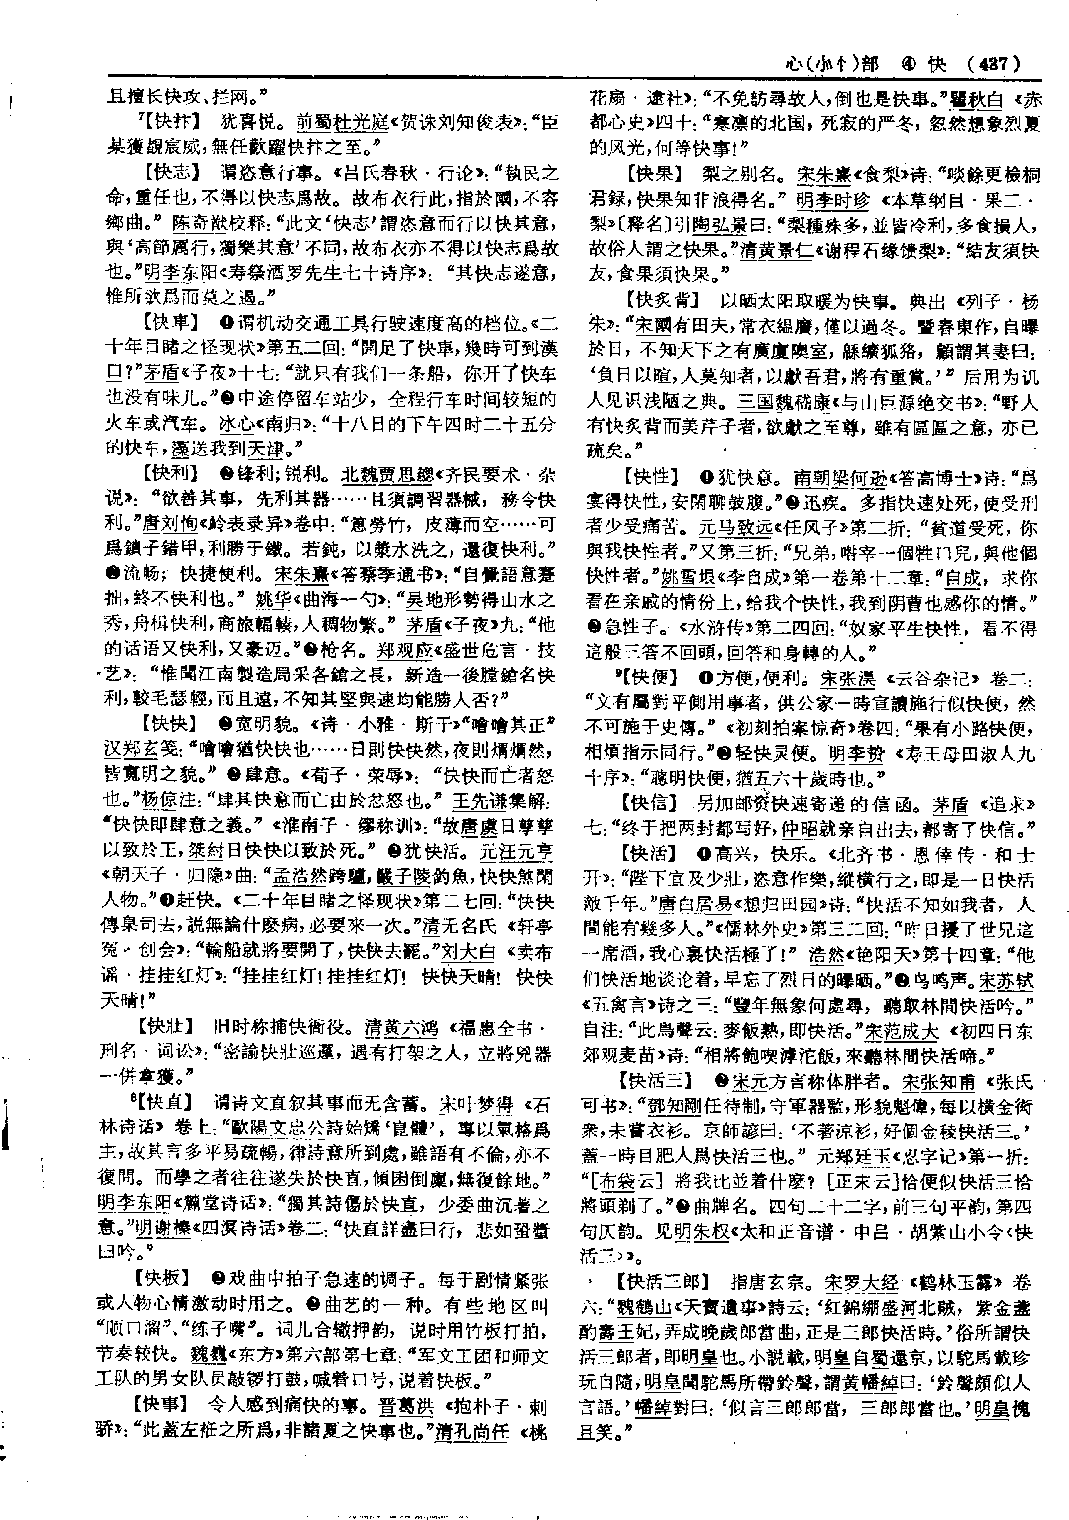 心(小忄)部 ④ 快 (437)
且擅长快攻、拦网。”
7【快抃】 犹喜悦。前蜀杜光庭《贺诛刘知俊表》：“臣
某獲覩宸威，無任歡躍快抃之至。”
【快志】 谓恣意行事。《吕氏春秋·行论》：“執民之
命，重任也，不得以快志爲故。故布衣行此，指於國，不容
鄉曲。” 陈奇猷校释：“此文‘快志’謂恣意而行以快其意，
與‘高節厲行，獨樂其意’不同，故布衣亦不得以快志爲故
也。”明李东阳《寿祭酒罗先生七十诗序》：“其快志遂意，
惟所欲爲而莫之遏。”
【快車】 ❶谓机动交通工具行驶速度高的档位。《二
十年目睹之怪现状》第五二回：“開足了快車，幾時可到漢
口？”茅盾《子夜》十七：“就只有我们一条船，你开了快车
也没有味儿。”❷中途停留车站少，全程行车时间较短的
火车或汽车。冰心《南归》：“十八日的下午四时二十五分
的快车，藻送我到天津。”
【快利】 ❶锋利；锐利。北魏贾思勰《齐民要术·杂
说》：“欲善其事，先利其器……且須調習器械，務令快
利。”唐刘恂《岭表录异》卷中：“䓤勞竹，皮薄而空……可
爲鎖子錯甲，利勝于鐵。若鈍，以漿水洗之，還復快利。”
❷流畅；快捷便利。宋朱熹《答蔡季通书》：“自覺語意蹇
拙，終不快利也。” 姚华《曲海一勺》：“吴地形勢得山水之
秀，舟楫快利，商旅輻輳，人稠物繁。” 茅盾《子夜》九：“他
的话语又快利，又豪迈。”❸枪名。郑观应《盛世危言·技
艺》：“惟聞江南製造局采各鎗之長，新造一後膛鎗名快
利，較毛瑟輕，而且遠，不知其堅與速均能勝人否？”
【快快】 ❶宽明貌。《诗·小雅·斯干》“噲噲其正”
汉郑玄笺：“噲噲猶快快也……日則快快然，夜則煟煟然，
皆寬明之貌。” ❷肆意。《荀子·荣辱》：“快快而亡者怒
也。”杨倞注：“肆其快意而亡由於忿怒也。” 王先谦集解：
“快快即肆意之義。” 《淮南子·缪称训》：“故唐虞日孳孳
以致於王，桀紂日快快以致於死。” ❸犹快活。元汪元亨
《朝天子·归隐》曲：“孟浩然跨驢，嚴子陵釣魚，快快煞閑
人物。”❹赶快。《二十年目睹之怪现状》第二七回：“快快
傳泉司去，説無論什麽病，必要來一次。”清无名氏《轩亭
冤·创会》：“輪船就將要開了，快快去罷。”刘大白《卖布
谣·挂挂红灯》：“挂挂红灯！挂挂红灯！ 快快天晴！ 快快
天晴！”
【快壯】 旧时称捕快衙役。清黄六鸿《福惠全书·
刑名·词讼》：“密諭快壯巡邏，遇有打架之人，立將兇器
一併拿獲。”
8【快直】 谓诗文直叙其事而无含蓄。宋叶梦得《石
林诗话》卷上：“歐陽文忠公詩始矯‘崑體’，專以氣格爲
主，故其言多平易疏暢，律詩意所到處，雖語有不倫，亦不
復問。而學之者往往遂失於快直，傾囷倒廩，無復餘地。”
明李东阳《麓堂诗话》：“獨其詩傷於快直，少委曲沉着之
意。”明谢榛《四溟诗话》卷二：“快直詳盡曰行，悲如蛩螿
曰吟。”
【快板】 ❶戏曲中拍子急速的调子。每于剧情紧张
或人物心情激动时用之。❷曲艺的一种。有些地区叫
“顺口溜”、“练子嘴”。词儿合辙押韵，说时用竹板打拍，
节奏较快。魏巍《东方》第六部第七章：“军文工团和师文
工队的男女队员敲锣打鼓，喊着口号，说着快板。”
【快事】 令人感到痛快的事。晋葛洪《抱朴子·刺
骄》：“此蓋左衽之所爲，非諸夏之快事也。”清孔尚任《桃
花扇·逮社》：“不免訪尋故人，倒也是快事。”瞿秋白《赤
都心史》四十：“寒凛的北国，死寂的严冬，忽然想象烈夏
的风光，何等快事！”
【快果】 梨之别名。宋朱熹《食梨》诗：“啖餘更檢桐
君録，快果知非浪得名。” 明李时珍《本草纲目·果二·
梨》〔释名〕引陶弘景曰：“梨種殊多，並皆冷利，多食損人，
故俗人謂之快果。”清黄景仁《谢程石缘馈梨》：“結友須快
友，食果須快果。”
【快炙背】 以晒太阳取暖为快事。典出《列子·杨
朱》：“宋國有田夫，常衣緼黂，僅以過冬。暨春東作，自曝
於日，不知天下之有廣廈隩室，緜纊狐狢，顧謂其妻曰：
‘負日以暄，人莫知者，以獻吾君，將有重賞。’” 后用为讥
人见识浅陋之典。三国魏嵇康《与山巨源绝交书》：“野人
有快炙背而美芹子者，欲獻之至尊，雖有區區之意，亦已
疏矣。”
【快性】 ❶犹快意。南朝梁何逊《答高博士》诗：“爲
宴得快性，安閑聊鼓腹。”❷迅疾。多指快速处死，使受刑
者少受痛苦。元马致远《任风子》第二折：“貧道受死，你
與我快性者。”又第三折：“兄弟，㗳宰一個牲口兒，與他個
快性者。”姚雪垠《李自成》第一卷第十二章：“自成，求你
看在亲戚的情份上，给我个快性，我到阴曹也感你的情。”
❸急性子。《水浒传》第二四回：“奴家平生快性，看不得
這般三答不回頭，四答和身轉的人。”
9【快便】 ❶方便，便利。宋张淏《云谷杂记》卷二：
“文有屬對平側用事者，供公家一時宣讀施行似快便，然
不可施于史傳。” 《初刻拍案惊奇》卷四：“果有小路快便，
相煩指示同行。”❷轻快灵便。明李贽《寿王母田淑人九
十序》：“聰明快便，猶五六十歲時也。”
【快信】 另加邮资快速寄递的信函。茅盾《追求》
七：“终于把两封都写好，仲昭就亲自出去，都寄了快信。”
【快活】 ❶高兴，快乐。《北齐书·恩倖传·和士
开》：“陛下宜及少壯，恣意作樂，縱橫行之，即是一日快活
敵千年。”唐白居易《想归田园》诗：“快活不知如我者，人
間能有幾多人。”《儒林外史》第三二回：“昨日擾了世兄這
一席酒，我心裏快活極了！” 浩然《艳阳天》第十四章：“他
们快活地谈论着，早忘了烈日的曝晒。”❷鸟鸣声。宋苏轼
《五禽言》诗之三：“豐年無象何處尋，聽取林間快活吟。”
自注：“此鳥聲云：麥飯熟，即快活。”宋范成大《初四日东
郊观麦苗》诗：“相將飽喫滹沱飯，來聽林間快活啼。”
【快活三】 ❶宋元方言称体胖者。宋张知甫《张氏
可书》：“鄧知剛任待制，守軍器監，形貌魁偉，每以橫金衒
衆，未嘗衣衫。京師諺曰：‘不著涼衫，好個金稜快活三。’
蓋一時目肥人爲快活三也。” 元郑廷玉《忍字记》第一折：
“[布袋云] 將我比並着什麽？[正末云]恰便似快活三恰
將頭剃了。”❷曲牌名。四句二十二字，前三句平韵，第四
句仄韵。见明朱权《太和正音谱·中吕·胡紫山小令〈快
活三〉》。
【快活三郎】 指唐玄宗。宋罗大经《鹤林玉露》卷
六：“魏鶴山《天寶遺事》詩云：‘紅錦繃盛河北賊，紫金盞
酌壽王妃，弄成晚歲郎當曲，正是三郎快活時。’俗所謂快
活三郎者，即明皇也。小説載，明皇自蜀還京，以駝馬載珍
玩自隨，明皇聞駝馬所帶鈴聲，謂黄幡綽曰：‘鈴聲頗似人
言語。’幡綽對曰：‘似言三郎郎當，三郎郎當也。’明皇愧
且笑。”